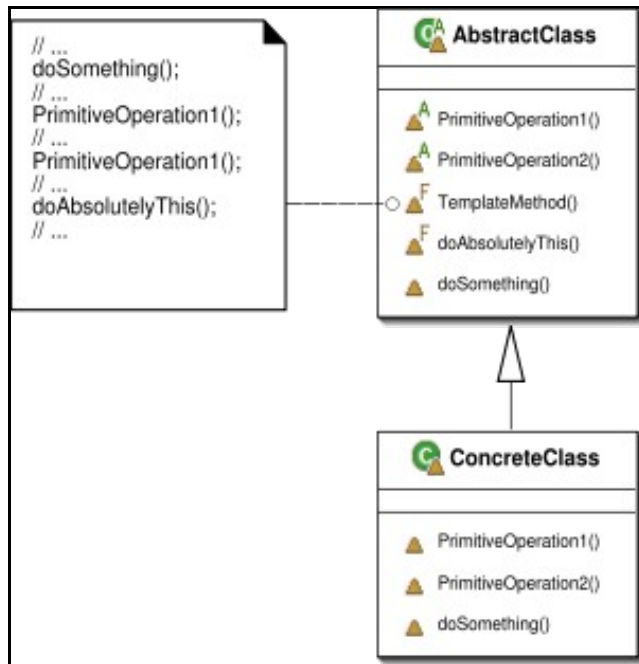 // ...
doSomething();
// ...
PrimitiveOperation1();
// ...
PrimitiveOperation1();
// ...
doAbsolutelyThis();
// ...
C A AbstractClass
A PrimitiveOperation1()
A PrimitiveOperation2()
F TemplateMethod()
F doAbsolutelyThis()
doSomething()
C ConcreteClass
PrimitiveOperation1()
PrimitiveOperation2()
doSomething()